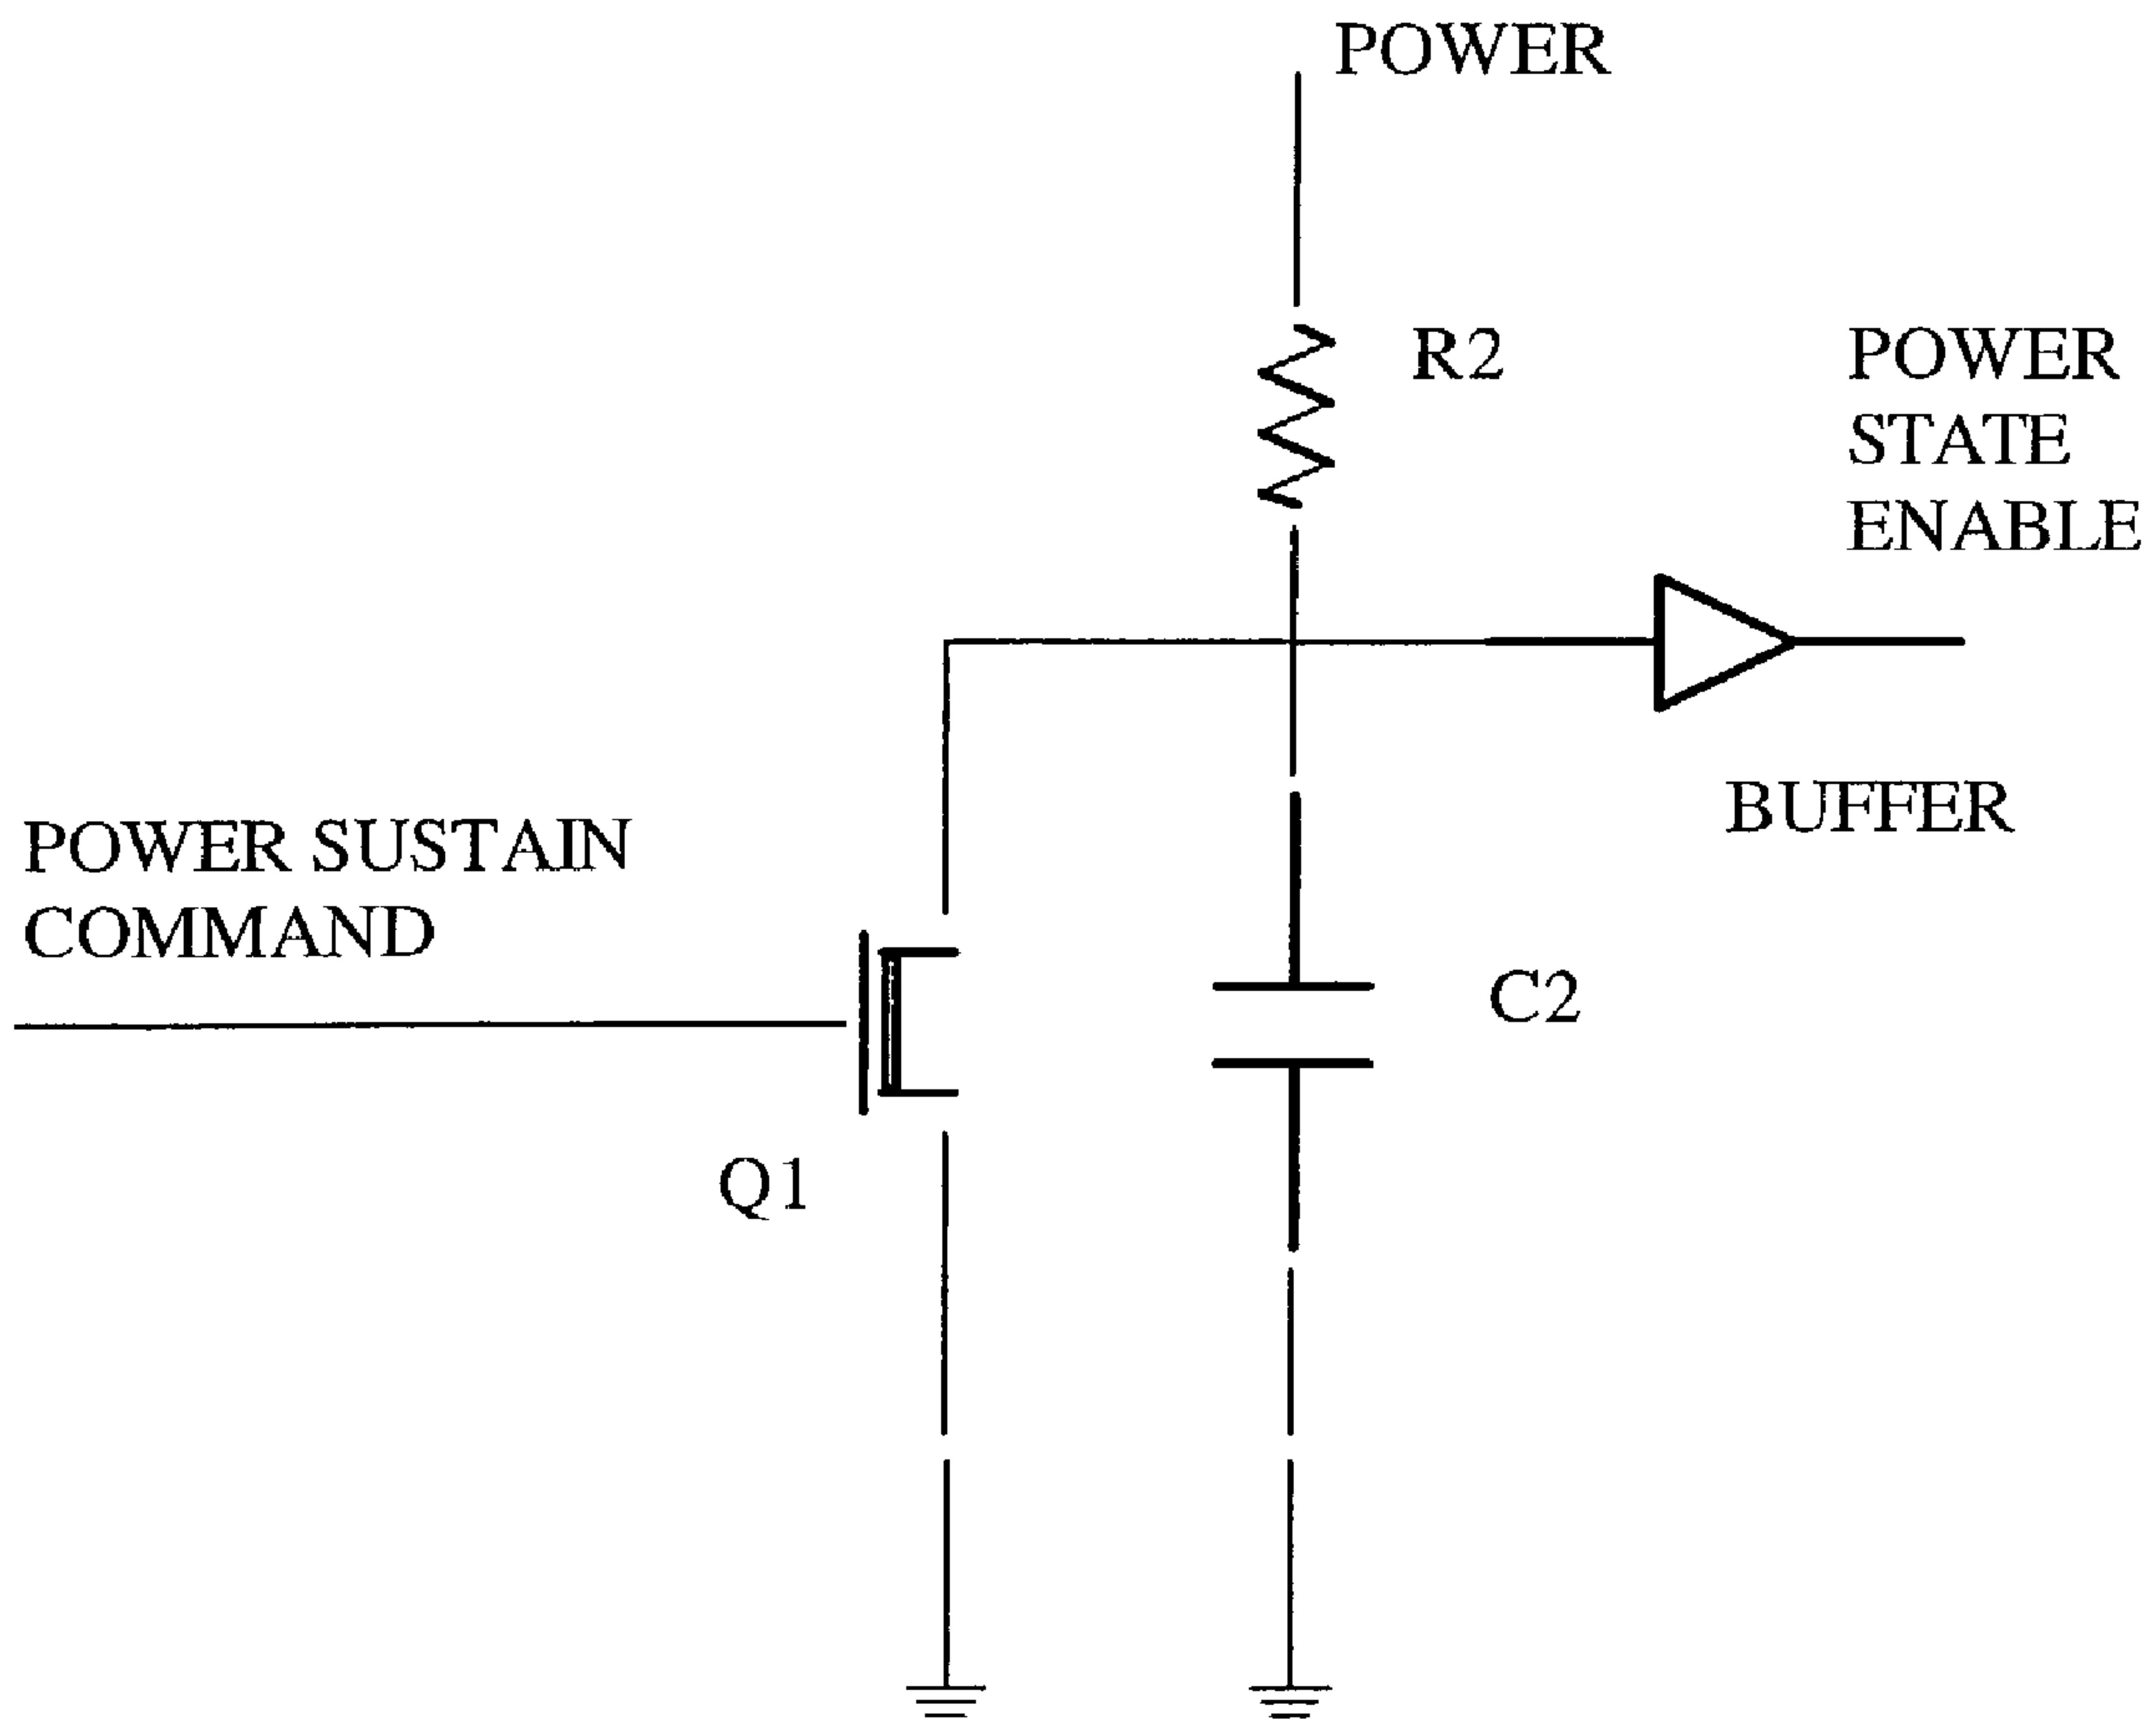 POWER
R2
POWER
STATE
ENABLE
BUFFER
POWER SUSTAIN
COMMAND
C2
Q1